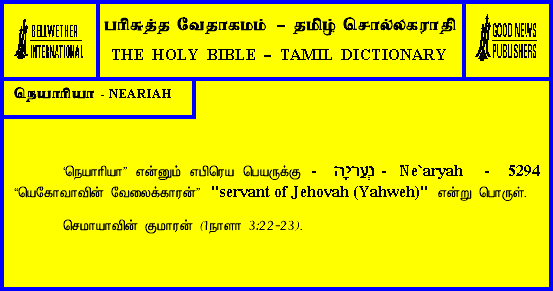 BELLWETHER
INTERNATIONAL
பரிசுத்த வேதாகமம் – தமிழ் சொல்லகராதி
THE HOLY BIBLE – TAMIL DICTIONARY
GOOD NEWS
PUBLISHERS
நெயாரியா - NEARIAH
“நெயாரியா” என்னும் எபிரெய பெயருக்கு - נְעַרְיָה - Ne`aryah - 5294
“யெகோவாவின் வேலைக்காரன்” "servant of Jehovah (Yahweh)" என்று பொருள்.
செமாயாவின் குமாரன் (1நாளா 3:22-23).